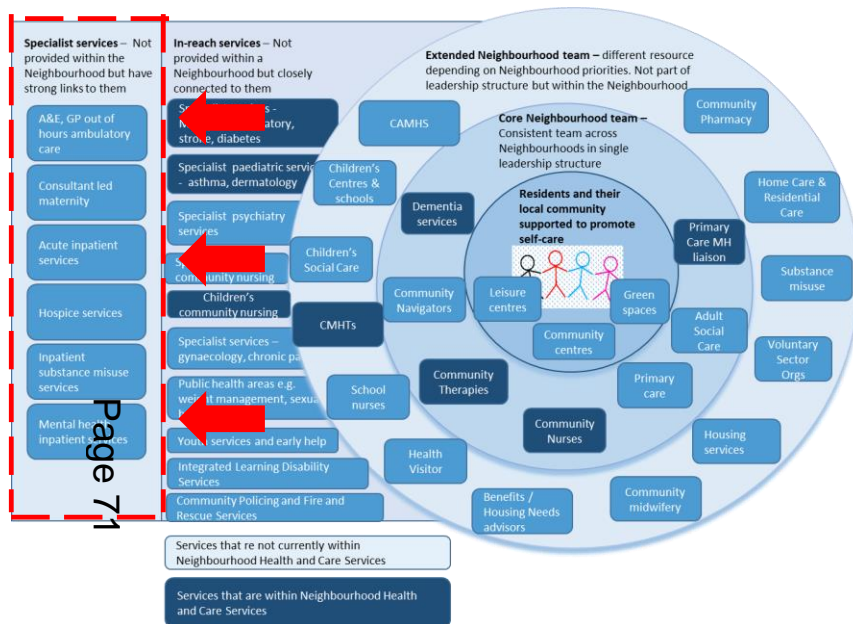 Specialist services – Not
provided within the
Neighbourhood but have
strong links to them
A&E, GP out of
hours ambulatory
care
Consultant led
maternity
Acute inpatient
services
Hospice services
Inpatient
substance misuse
services
Mental health
inpatient services
Page 71
In-reach services – Not
provided within a
Neighbourhood but closely
connected to them
stroke, diabetes
Specialist paediatric
- asthma, dermatology
Specialist psychiatry
services
community nursing
Children's
community nursing
Specialist services –
gynaecology, chronic
Public health areas e.g.
weight management,
Youth services and early help
Integrated Learning Disability
Services
Community Policing and Fire and
Rescue Services
Extended Neighbourhood team – different resource
depending on Neighbourhood priorities. Not part of
leadership structure but within the Neighbourhood
CAMHS
Community
Pharmacy
Children's
Centres &
schools
Home Care &
Residential Care
Children's
Social Care
Substance
misuse
CMHTs
Voluntary
Sector
Orgs
School
nurses
Housing
services
Health
Visitor
Community
midwifery
Benefits /
Housing Needs
advisors
Core Neighbourhood team –
Consistent team across
Neighbourhoods in single
leadership structure
Dementia
services
Primary
Care MH
liaison
Community
Navigators
Adult
Social
Care
Community
Therapies
Primary
care
Community
Nurses
Residents and their
local community
supported to promote
self-care
Leisure
centres
Green
spaces
Community
centres
Services that re not currently within
Neighbourhood Health and Care Services
Services that are within Neighbourhood Health
and Care Services